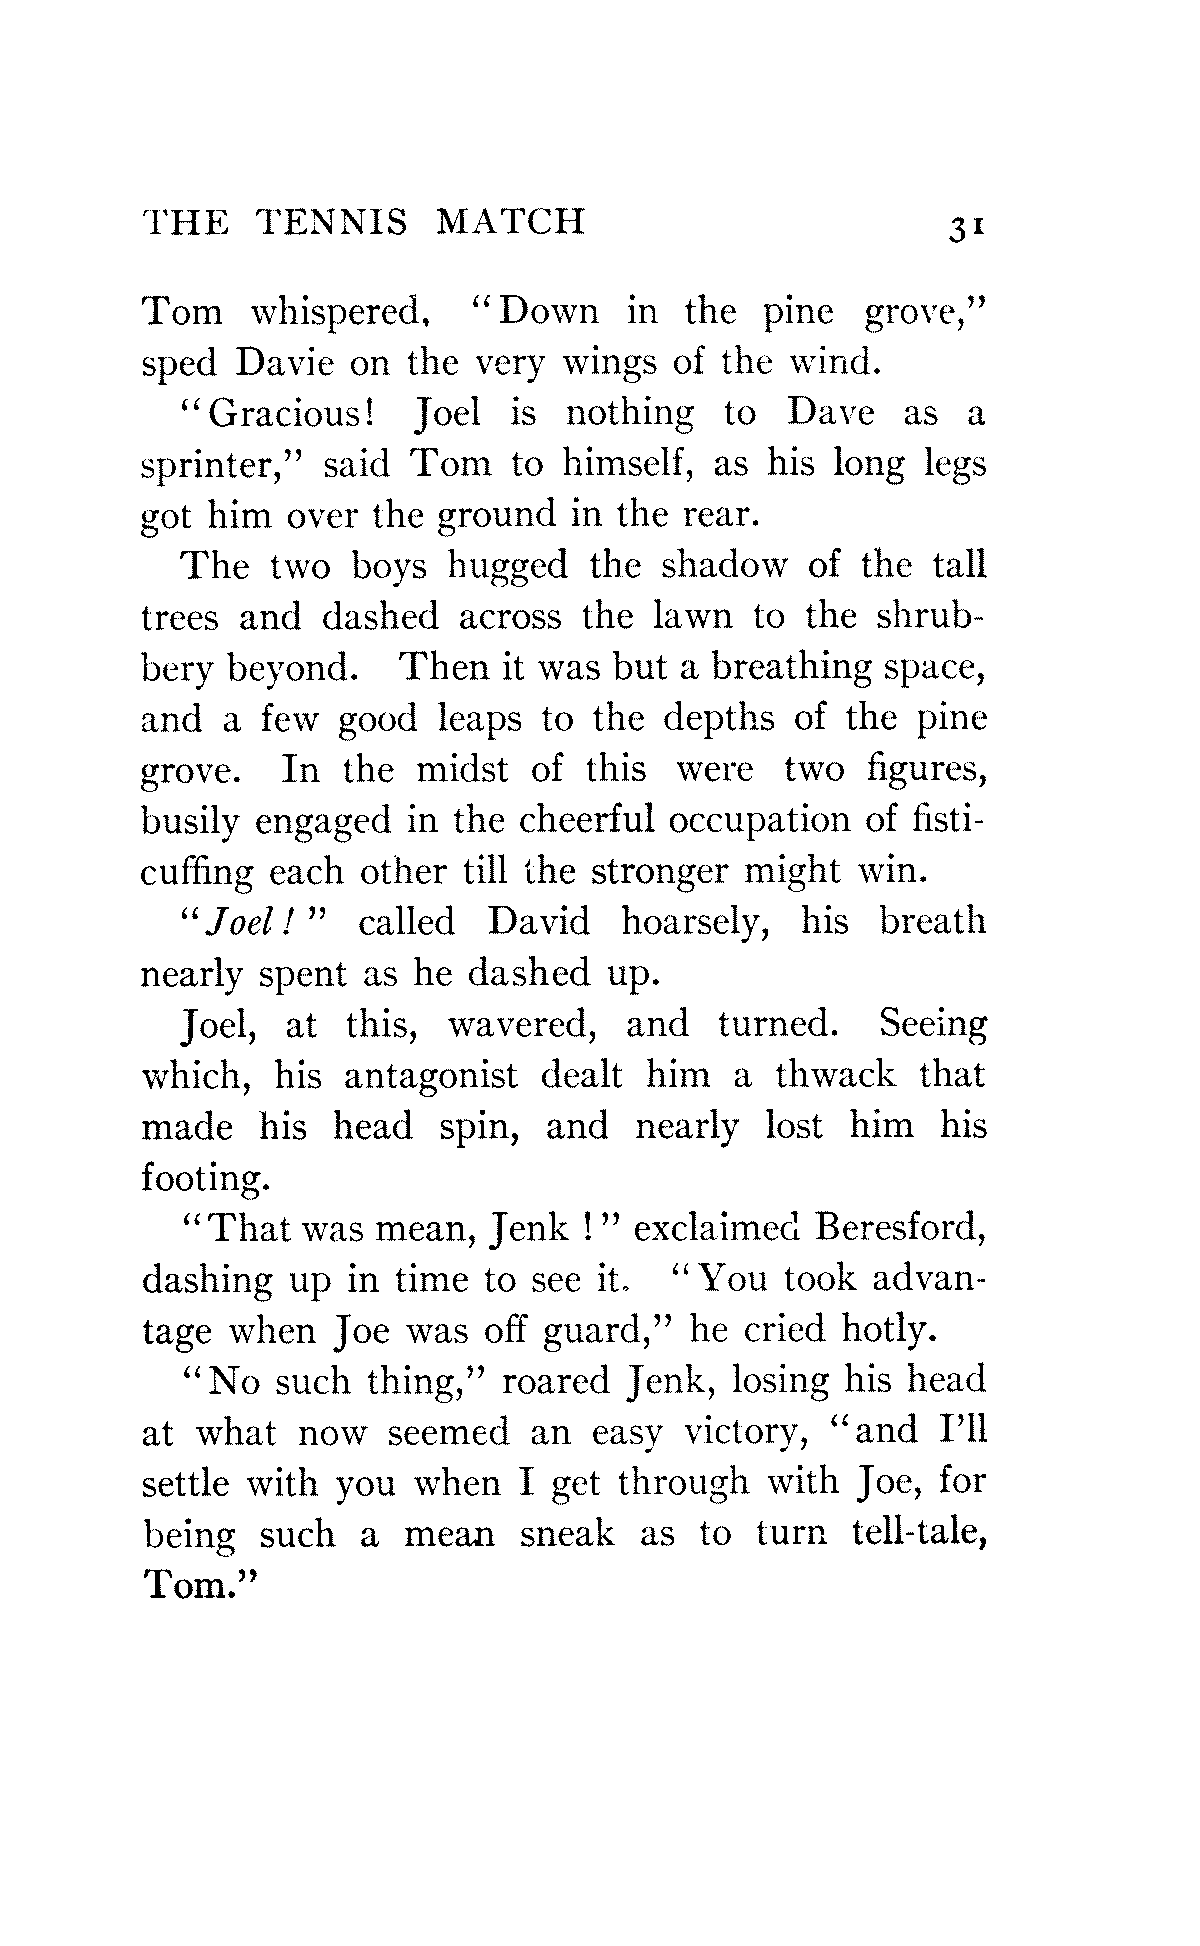 THE TENNIS MATCH 31
Tom whispered, "Down in the pine grove,"
sped Davie on the very wings of the wind.
"Gracious! Joel is nothing to Dave as a
sprinter," said Tom to himself, as his long legs
got him over the ground in the rear.
The two boys hugged the shadow of the tall
trees and dashed across the lawn to the shrub-
bery beyond. Then it was but a breathing space,
and a few good leaps to the depths of the pine
grove. In the midst of this were two figures,
busily engaged in the cheerful occupation of fisti-
cuffing each other till the stronger might win.
"Joel!" called David hoarsely, his breath
nearly spent as he dashed up.
Joel, at this, wavered, and turned. Seeing
which, his antagonist dealt him a thwack that
made his head spin, and nearly lost him his
footing.
"That was mean, Jenk!" exclaimed Beresford,
dashing up in time to see it. "You took advan-
tage when Joe was off guard," he cried hotly.
"No such thing," roared Jenk, losing his head
at what now seemed an easy victory, "and I'll
settle with you when I get through with Joe, for
being such a mean sneak as to turn tell-tale,
Tom."